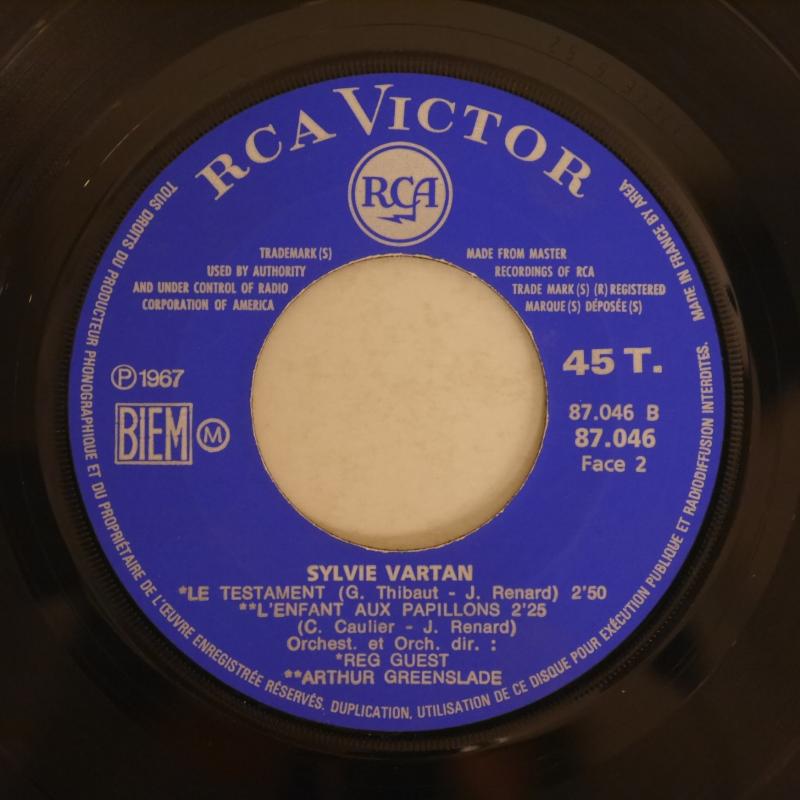 RCA VICTOR
RCA
TRADEMARK(S)
USED BY AUTHORITY
AND UNDER CONTROL OF RADIO
CORPORATION OF AMERICA
MADE FROM MASTER
RECORDINGS OF RCA
TRADE MARK(S) (R) REGISTERED
MARQUE(S) DÉPOSÉE(S)
45 T.
℗ 1967
BIEM M
87.046 B
87.046
Face 2
SYLVIE VARTAN
*LE TESTAMENT (G. Thibaut - J. Renard) 2'50
**L'ENFANT AUX PAPILLONS 2'25
(C. Caulier - J. Renard)
Orchest. et Orch. dir. :
*REG GUEST
**ARTHUR GREENSLADE
TOUS DROITS DU PRODUCTEUR PHONOGRAPHIQUE ET DU PROPRIÉTAIRE DE L'ŒUVRE ENREGISTRÉE RÉSERVÉS. DUPLICATION, UTILISATION DE CE DISQUE POUR EXÉCUTION PUBLIQUE ET RADIODIFFUSION INTERDITES. MADE IN FRANCE BY AREA